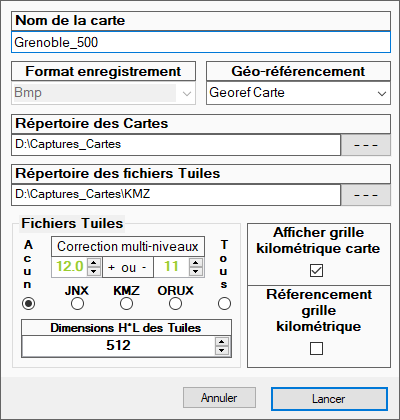 Nom de la carte
Grenoble_500
Format enregistrement
Géo-référencement
Bmp
Georef Carte
Répertoire des Cartes
D:\Captures_Cartes
---
Répertoire des fichiers Tuiles
D:\Captures_Cartes\KMZ
---
Fichiers Tuiles
Acun
Correction multi-niveaux
12.0 + ou - 11
Tous
JNX KMZ ORUX
Dimensions H*L des Tuiles
512
Afficher grille
kilométrique carte
Réferencement
grille
kilométrique
Annuler
Lancer